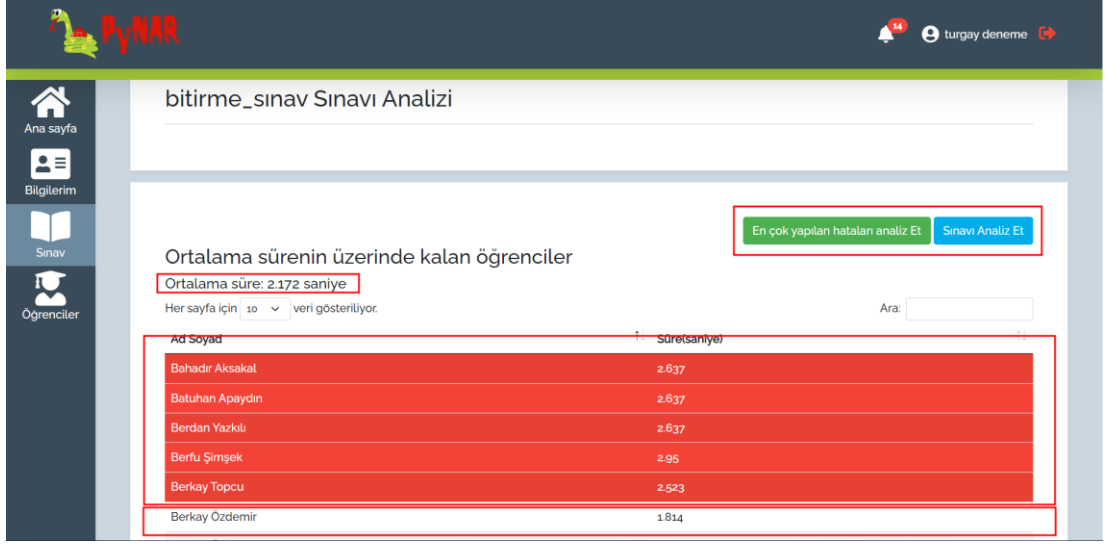 PyNAR
14
turgay deneme
Ana sayfa
Bilgilerim
Sınav
Öğrenciler
bitirme_sınav Sınavı Analizi
En çok yapılan hataları analiz Et
Sınavı Analiz Et
Ortalama sürenin üzerinde kalan öğrenciler
Ortalama süre: 2.172 saniye
Her sayfa için 10 veri gösteriliyor.
Ara:
Ad Soyad Süre(saniye)
Bahadır Aksakal 2.637
Batuhan Apaydın 2.637
Berdan Yazkılı 2.637
Berfu Şimşek 2.95
Berkay Topcu 2.523
Berkay Özdemir 1.814